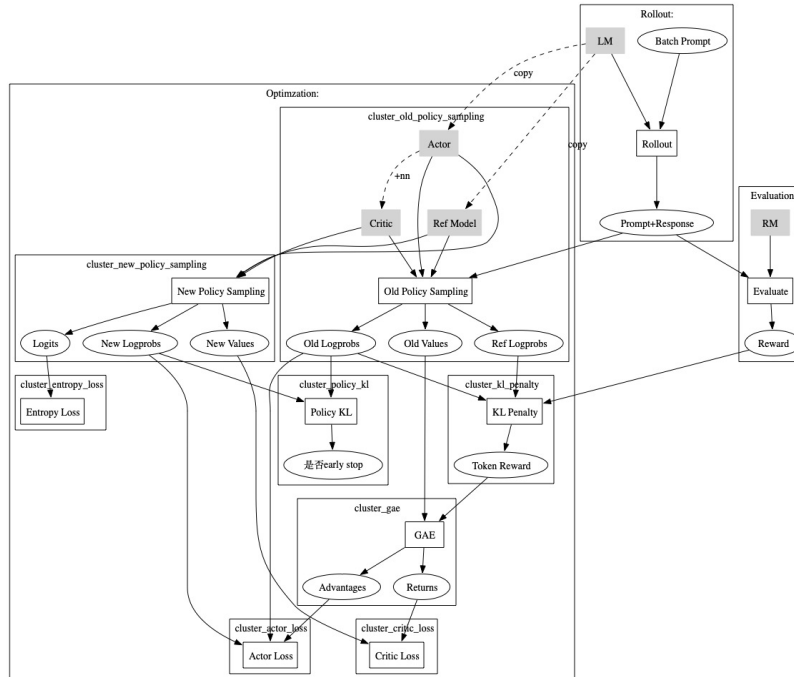 Rollout:
LM
Batch Prompt
copy
Optimzation:
cluster_old_policy_sampling
Actor
copy
Rollout
+nn
Evaluation
Critic
Ref Model
Prompt+Response
RM
cluster_new_policy_sampling
New Policy Sampling
Old Policy Sampling
Evaluate
Logits
New Logprobs
New Values
Old Logprobs
Old Values
Ref Logprobs
Reward
cluster_entropy_loss
cluster_policy_kl
cluster_kl_penalty
Entropy Loss
Policy KL
KL Penalty
是否early stop
Token Reward
cluster_gae
GAE
Advantages
Returns
cluster_actor_loss
cluster_critic_loss
Actor Loss
Critic Loss